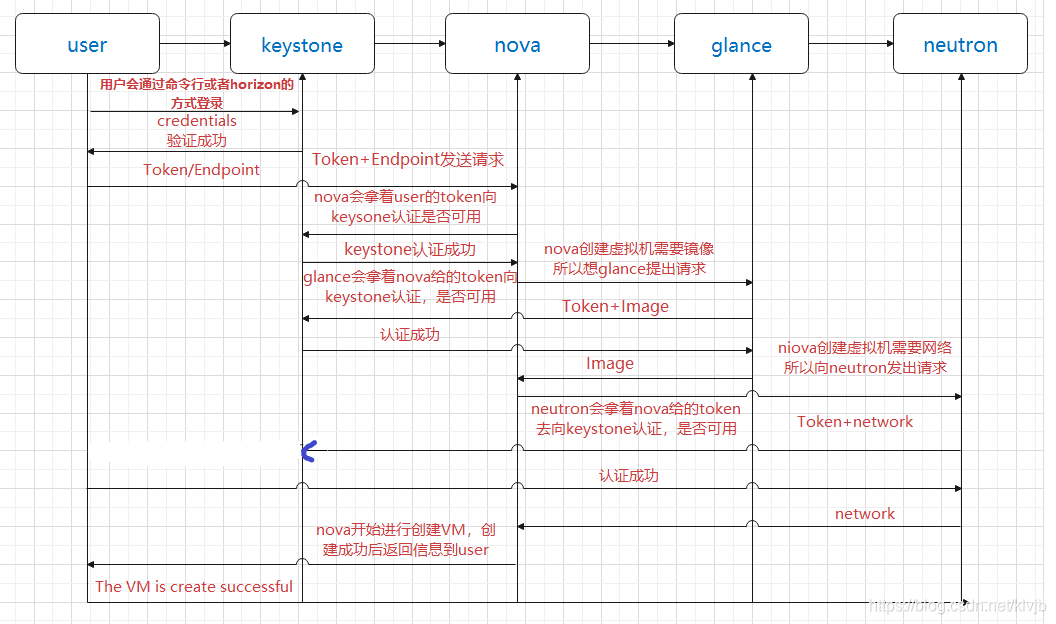 user
keystone
nova
glance
neutron
用户会通过命令行或者horizon的
方式登录
credentials
验证成功
Token/Endpoint
Token+Endpoint发送请求
nova会拿着user的token向
keysone认证是否可用
keystone认证成功
nova创建虚拟机需要镜像
所以想glance提出请求
glance会拿着nova给的token向
keystone认证，是否可用
Token+Image
认证成功
Image
niova创建虚拟机需要网络
所以向neutron发出请求
neutron会拿着nova给的token
去向keystone认证，是否可用
Token+network
认证成功
network
nova开始进行创建VM，创
建成功后返回信息到user
The VM is create successful
https://blog.csdn.net/klvjb